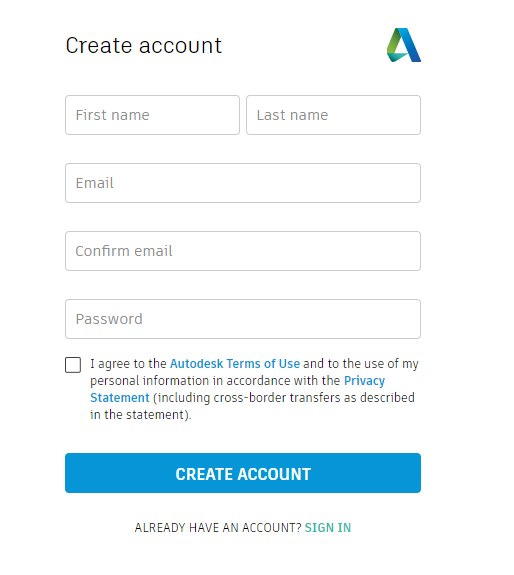 Create account
First name Last name
Email
Confirm email
Password
I agree to the Autodesk Terms of Use and to the use of my
personal information in accordance with the Privacy
Statement (including cross-border transfers as described
in the statement).
CREATE ACCOUNT
ALREADY HAVE AN ACCOUNT? SIGN IN